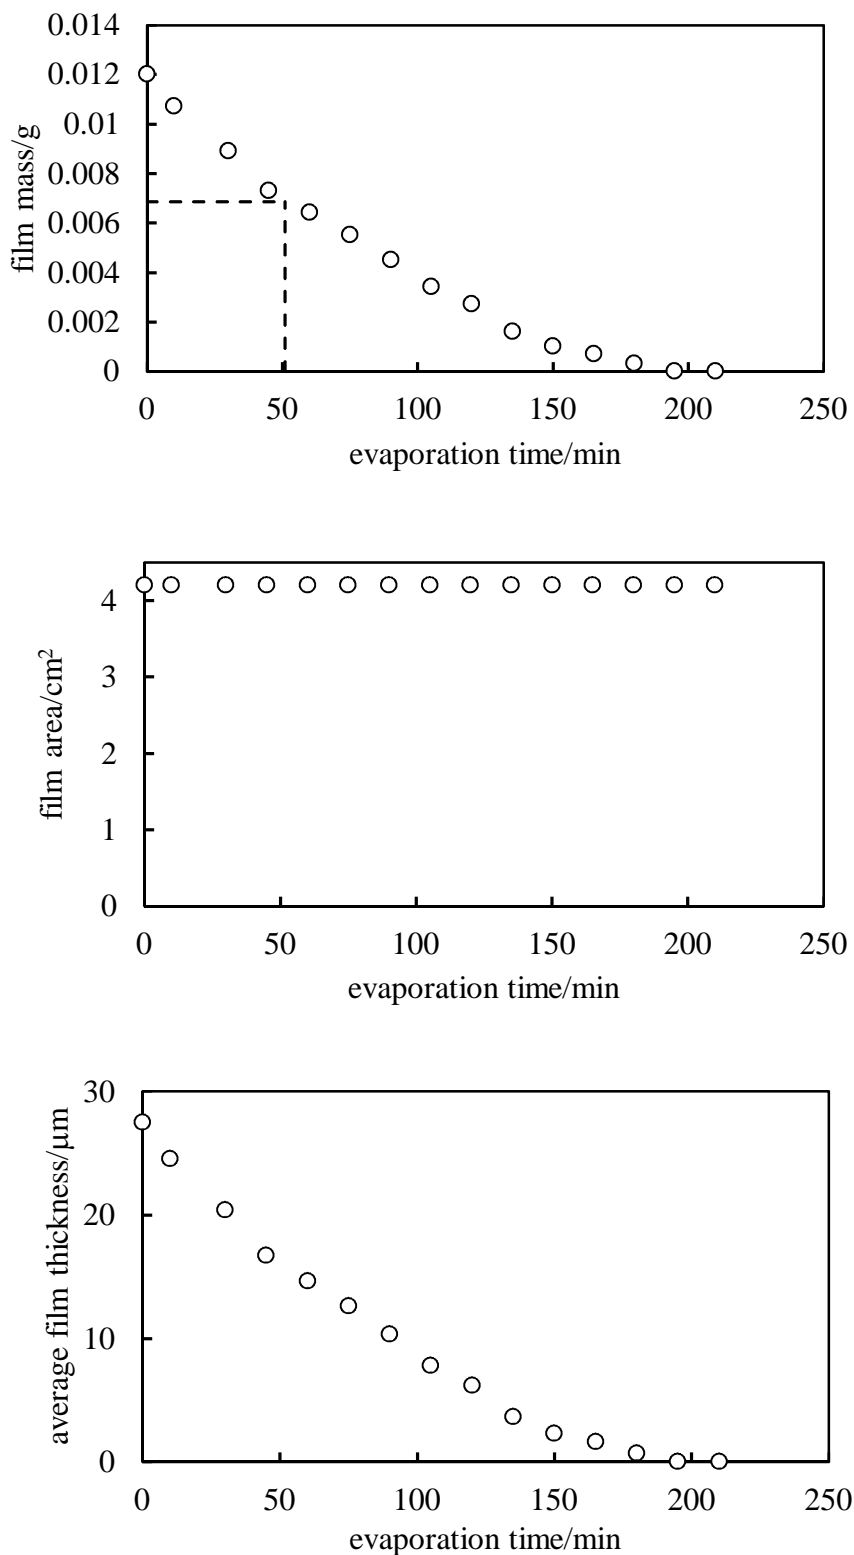 0.014
0.012
0.01
0.008
0.006
0.004
0.002
0
film mass/g
0 50 100 150 200 250
evaporation time/min
4
3
2
1
0
film area/cm²
0 50 100 150 200 250
evaporation time/min
30
20
10
0
average film thickness/µm
0 50 100 150 200 250
evaporation time/min